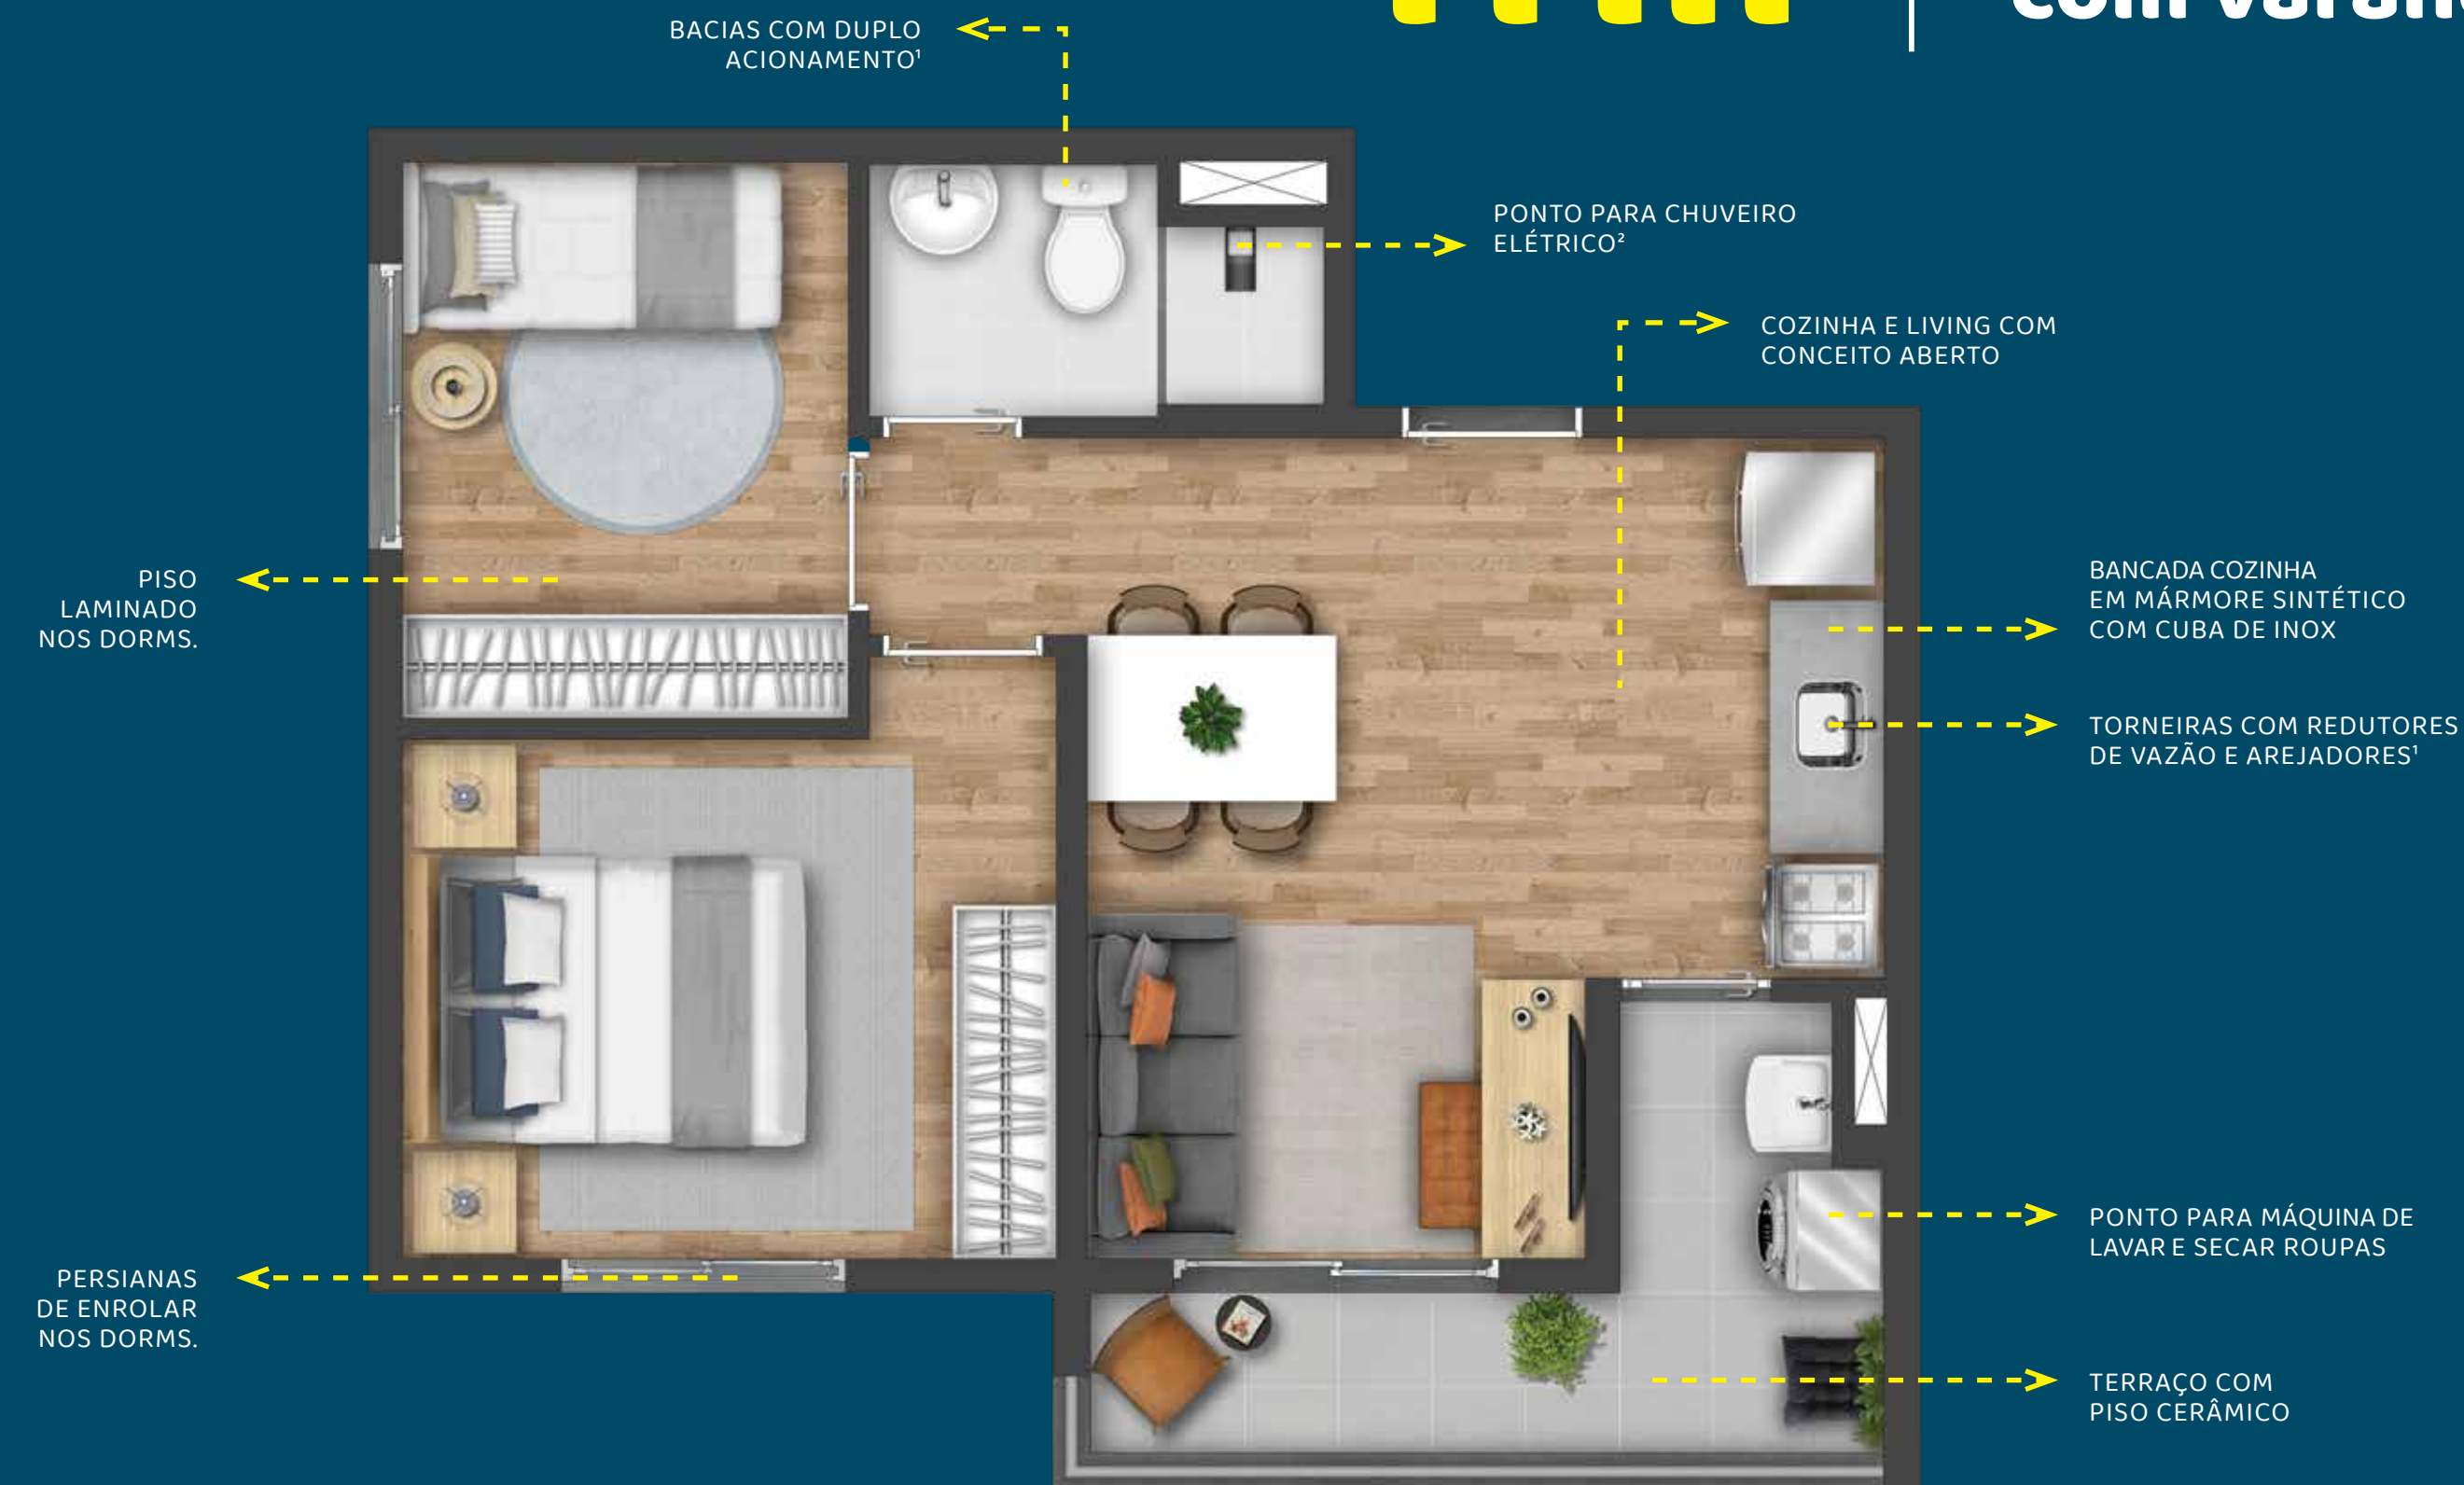 com
BACIAS COM DUPLO
ACIONAMENTO¹
PONTO PARA CHUVEIRO
ELÉTRICO²
COZINHA E LIVING COM
CONCEITO ABERTO
PISO
LAMINADO
NOS DORMS.
BANCADA COZINHA
EM MÁRMORE SINTÉTICO
COM CUBA DE INOX
TORNEIRAS COM REDUTORES
DE VAZÃO E AREJADORES¹
PONTO PARA MÁQUINA DE
LAVAR E SECAR ROUPAS
PERSIANAS
DE ENROLAR
NOS DORMS.
TERRAÇO COM
PISO CERÂMICO